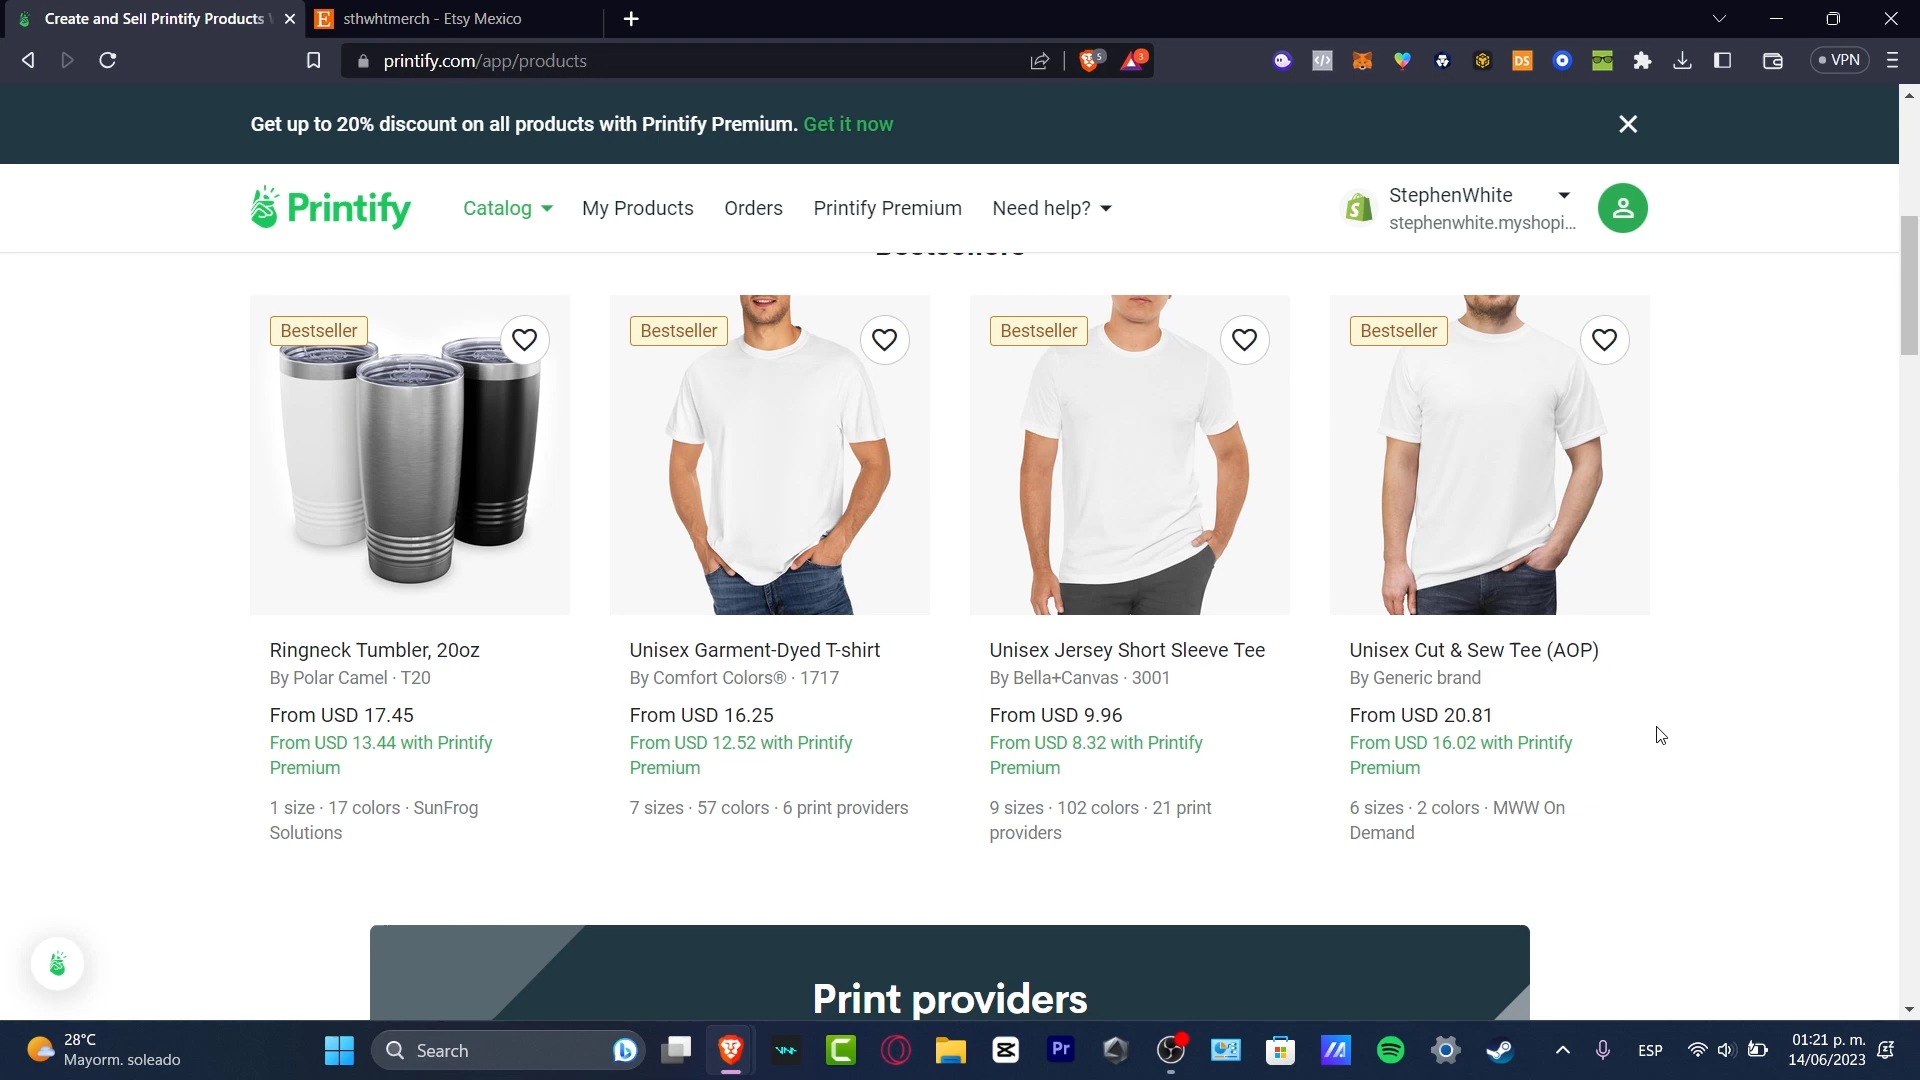 Create and Sell Printify Products
sthwhtmerch - Etsy Mexico
printify.com/app/products
5
3
DS
VPN
Get up to 20% discount on all products with Printify Premium. Get it now
Printify
Catalog
My Products
Orders
Printify Premium
Need help?
StephenWhite
stephenwhite.myshopi...
Bestsellers
Bestseller
Bestseller
Bestseller
Bestseller
Ringneck Tumbler, 20oz
By Polar Camel · T20
From USD 17.45
From USD 13.44 with Printify
Premium
1 size · 17 colors · SunFrog
Solutions
Unisex Garment-Dyed T-shirt
By Comfort Colors® · 1717
From USD 16.25
From USD 12.52 with Printify
Premium
7 sizes · 57 colors · 6 print providers
Unisex Jersey Short Sleeve Tee
By Bella+Canvas · 3001
From USD 9.96
From USD 8.32 with Printify
Premium
9 sizes · 102 colors · 21 print
providers
Unisex Cut & Sew Tee (AOP)
By Generic brand
From USD 20.81
From USD 16.02 with Printify
Premium
6 sizes · 2 colors · MWW On
Demand
Print providers
28°C
Mayorm. soleado
Search
Pr
ESP
01:21 p. m.
14/06/2023